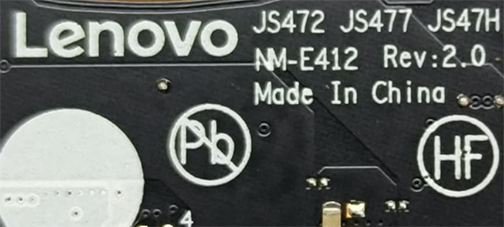 Lenovo
JS472 JS477 JS47H
NM-E412 Rev:2.0
Made In China
Pb
HF
4